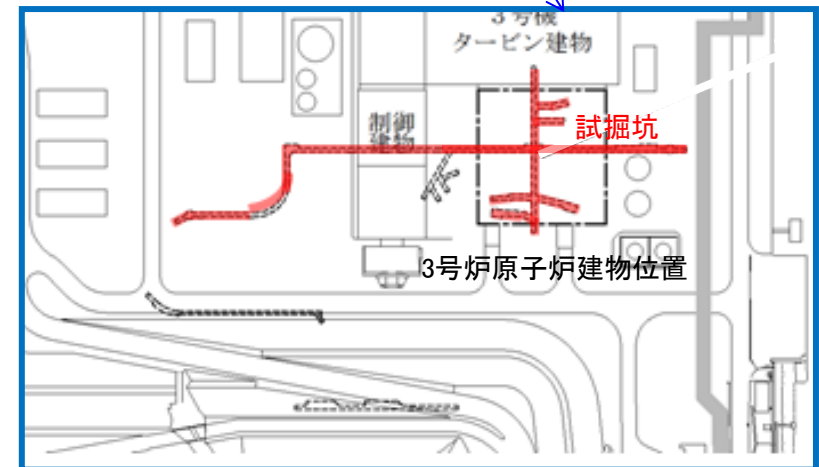 3号機
タービン建物
試掘坑
制御
建物
3号炉原子炉建物位置